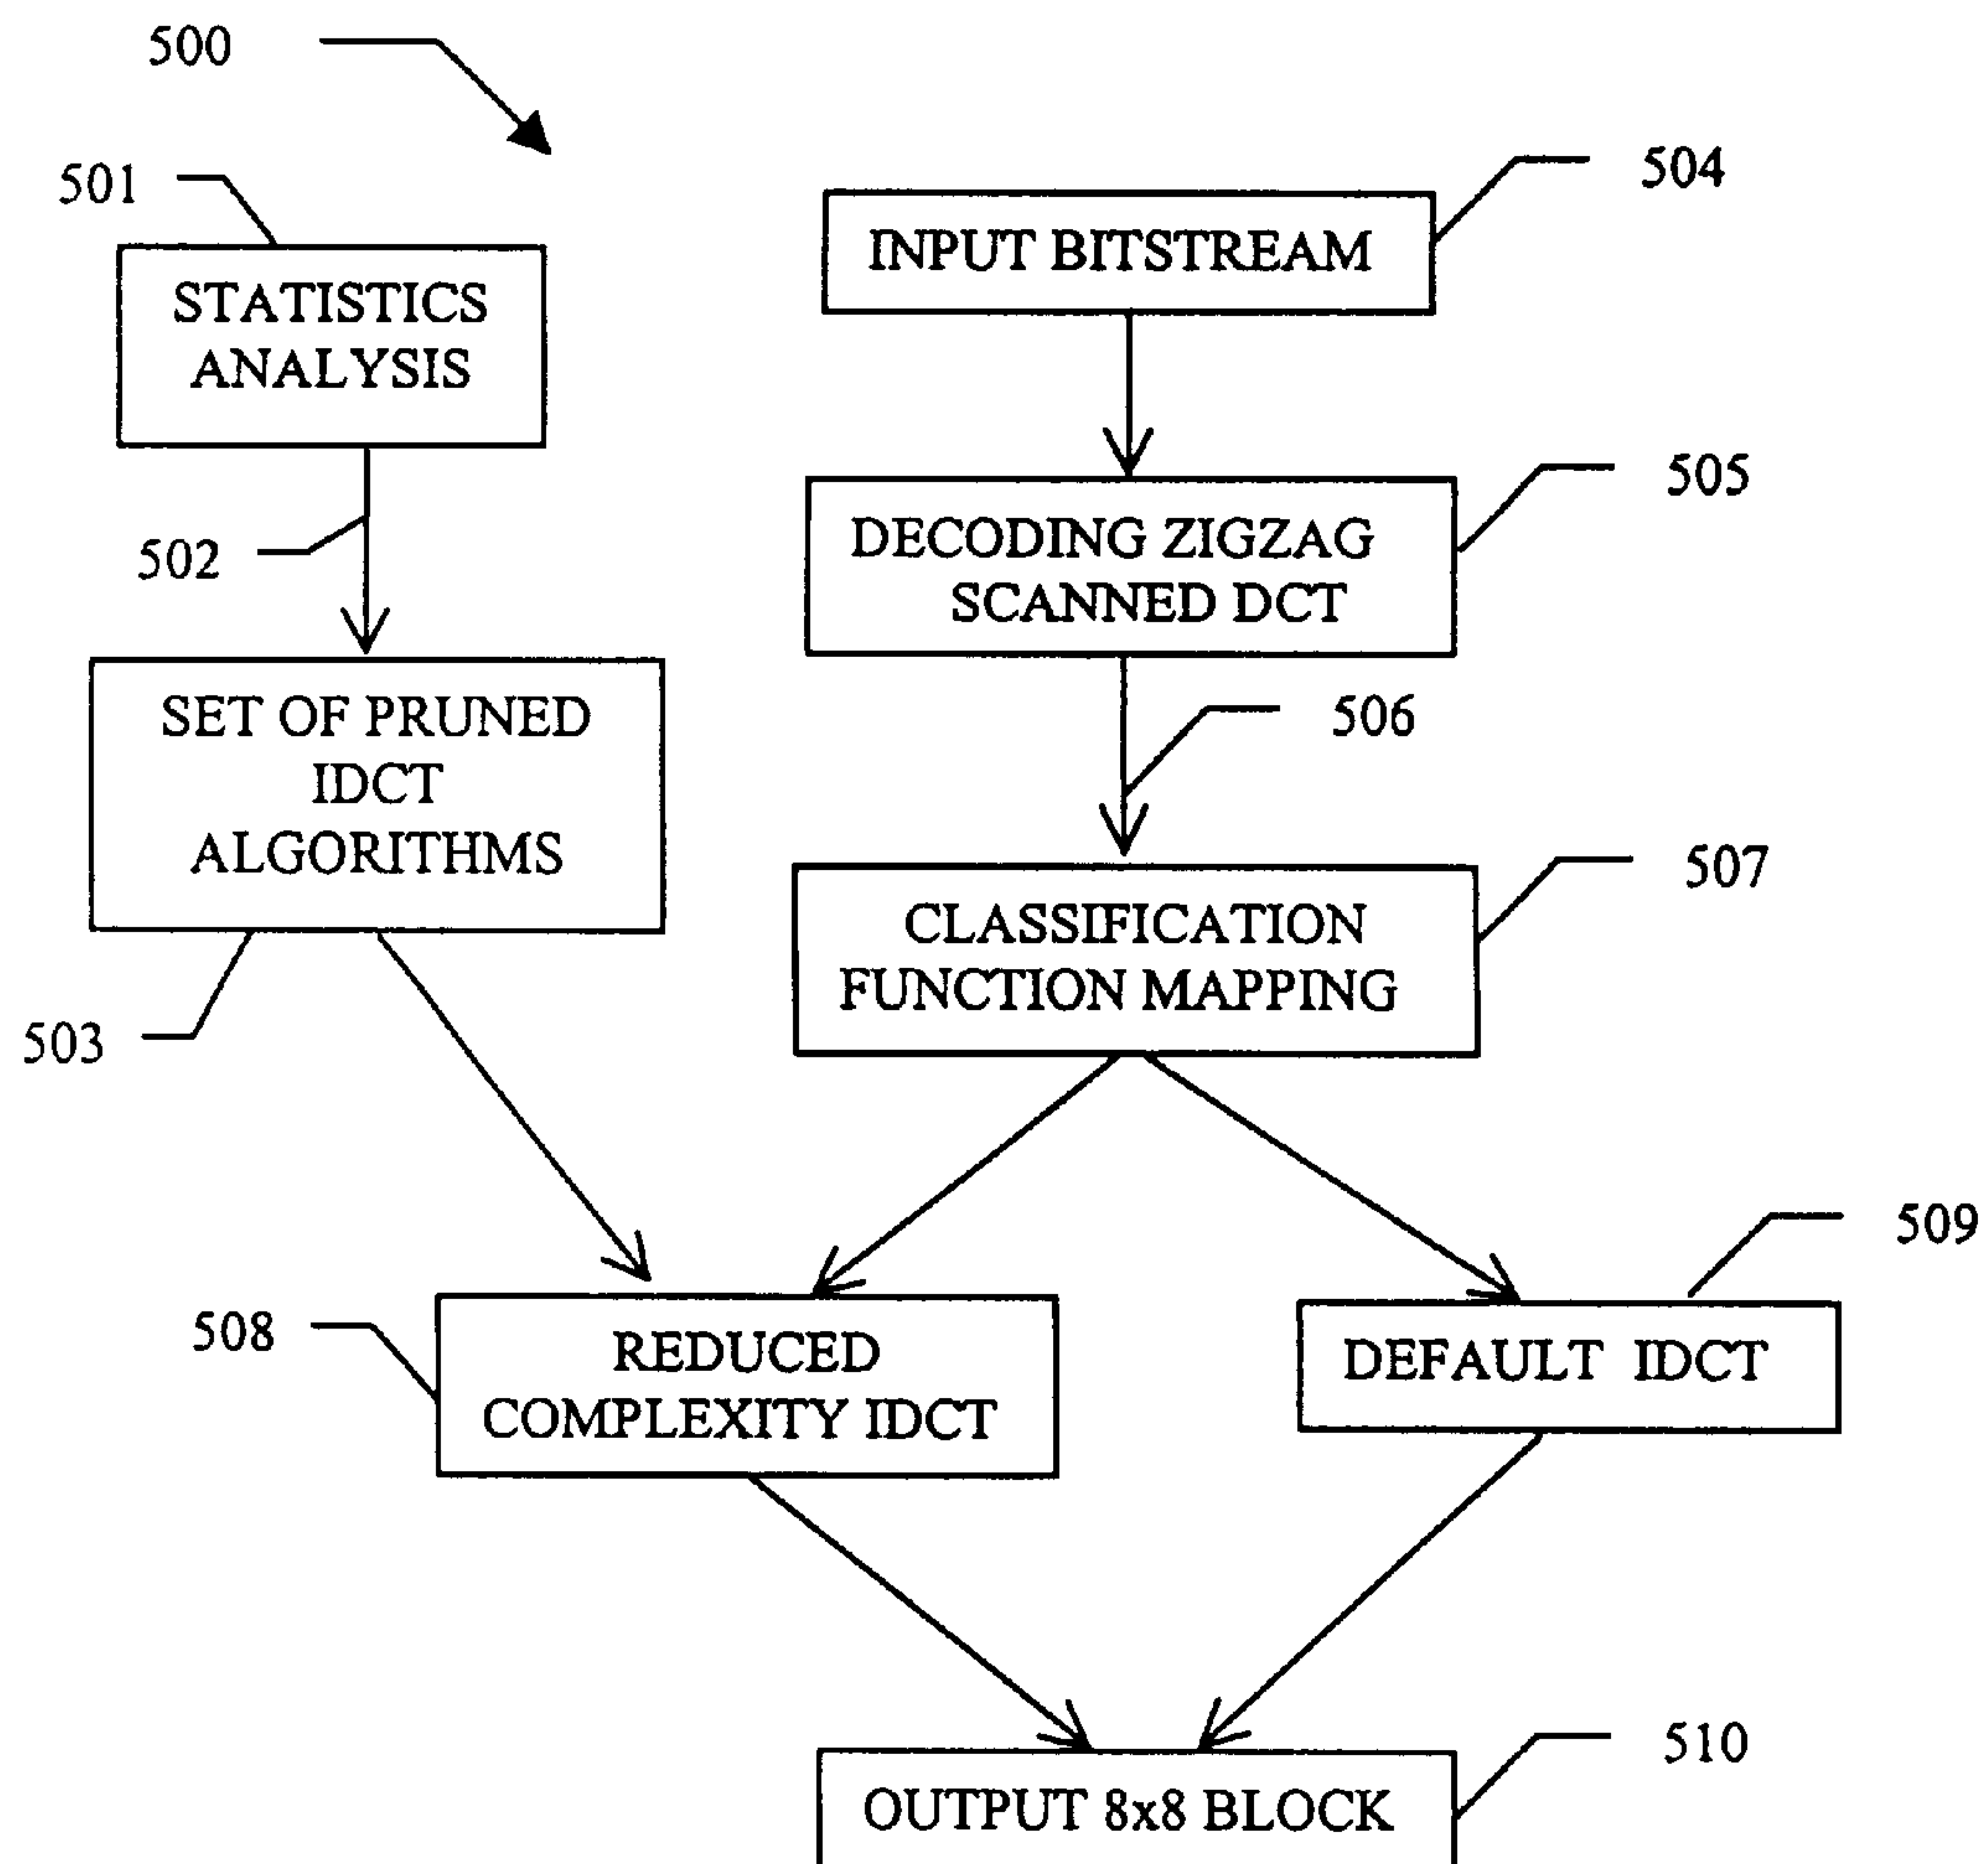 500
504
501
INPUT BITSTREAM
STATISTICS
ANALYSIS
505
DECODING ZIGZAG
SCANNED DCT
502
506
SET OF PRUNED
IDCT
ALGORITHMS
507
CLASSIFICATION
FUNCTION MAPPING
503
509
508
REDUCED
COMPLEXITY IDCT
DEFAULT IDCT
510
OUTPUT 8x8 BLOCK